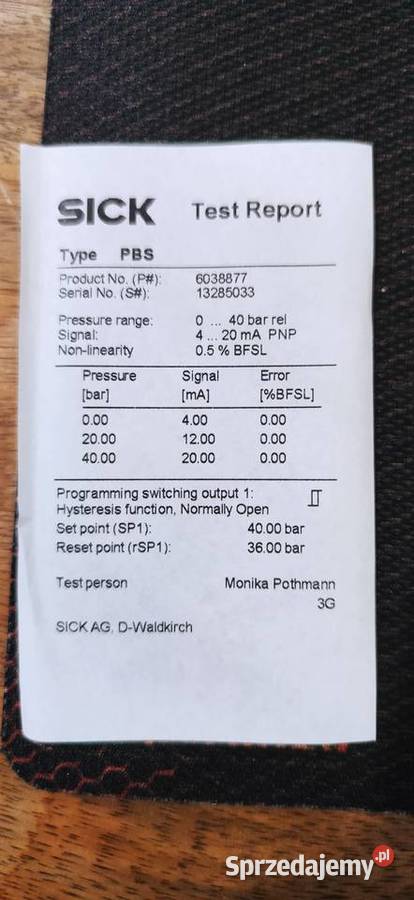 SICK Test Report
Type PBS
Product No. (P#): 6038877
Serial No. (S#): 13285033
Pressure range: 0 ... 40 bar rel
Signal: 4 ... 20 mA PNP
Non-linearity 0.5 % BFSL
Pressure Signal Error
[bar] [mA] [%BFSL]
0.00 4.00 0.00
20.00 12.00 0.00
40.00 20.00 0.00
Programming switching output 1:
Hysteresis function, Normally Open
Set point (SP1): 40.00 bar
Reset point (rSP1): 36.00 bar
Test person Monika Pothmann
3G
SICK AG, D-Waldkirch
Sprzedajemy.pl